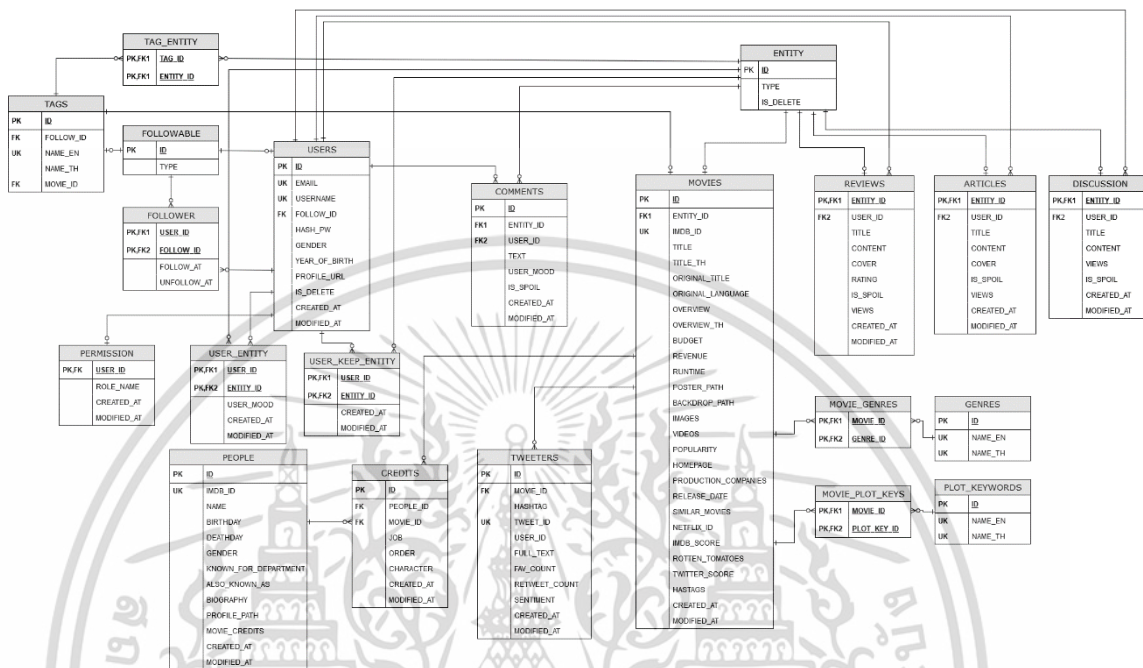 TAG_ENTITY
PK,FK1 TAG_ID
PK,FK1 ENTITY_ID
ENTITY
PK ID
TYPE
IS_DELETE
TAGS
PK ID
FK FOLLOW_ID
UK NAME_EN
NAME_TH
FK MOVIE_ID
FOLLOWABLE
PK ID
TYPE
FOLLOWER
PK,FK1 USER_ID
PK,FK2 FOLLOW_ID
FOLLOW_AT
UNFOLLOW_AT
USERS
PK ID
UK EMAIL
UK USERNAME
FK FOLLOW_ID
HASH_PW
GENDER
YEAR_OF_BIRTH
PROFILE_URL
IS_DELETE
CREATED_AT
MODIFIED_AT
COMMENTS
PK ID
FK1 ENTITY_ID
FK2 USER_ID
TEXT
USER_MOOD
IS_SPOIL
CREATED_AT
MODIFIED_AT
MOVIES
PK ID
FK1 ENTITY_ID
UK IMDB_ID
TITLE
TITLE_TH
ORIGINAL_TITLE
ORIGINAL_LANGUAGE
OVERVIEW
OVERVIEW_TH
BUDGET
REVENUE
RUNTIME
POSTER_PATH
BACKDROP_PATH
IMAGES
VIDEOS
POPULARITY
HOMEPAGE
PRODUCTION_COMPANIES
RELEASE_DATE
SIMILAR_MOVIES
NETFLIX_ID
IMDB_SCORE
ROTTEN_TOMATOES
TWITTER_SCORE
HASTAGS
CREATED_AT
MODIFIED_AT
REVIEWS
PK,FK1 ENTITY_ID
FK2 USER_ID
TITLE
CONTENT
COVER
RATING
IS_SPOIL
VIEWS
CREATED_AT
MODIFIED_AT
ARTICLES
PK,FK1 ENTITY_ID
FK2 USER_ID
TITLE
CONTENT
COVER
IS_SPOIL
VIEWS
CREATED_AT
MODIFIED_AT
DISCUSSION
PK,FK1 ENTITY_ID
FK2 USER_ID
TITLE
CONTENT
VIEWS
IS_SPOIL
CREATED_AT
MODIFIED_AT
PERMISSION
PK,FK USER_ID
ROLE_NAME
CREATED_AT
MODIFIED_AT
USER_ENTITY
PK,FK1 USER_ID
PK,FK2 ENTITY_ID
USER_MOOD
CREATED_AT
MODIFIED_AT
USER_KEEP_ENTITY
PK,FK1 USER_ID
PK,FK2 ENTITY_ID
CREATED_AT
MODIFIED_AT
MOVIE_GENRES
PK,FK1 MOVIE_ID
PK,FK2 GENRE_ID
GENRES
PK ID
UK NAME_EN
UK NAME_TH
PEOPLE
PK ID
UK IMDB_ID
NAME
BIRTHDAY
DEATHDAY
GENDER
KNOWN_FOR_DEPARTMENT
ALSO_KNOWN_AS
BIOGRAPHY
PROFILE_PATH
MOVIE_CREDITS
CREATED_AT
MODIFIED_AT
CREDITS
PK ID
FK PEOPLE_ID
FK MOVIE_ID
JOB
ORDER
CHARACTER
CREATED_AT
MODIFIED_AT
TWEETERS
PK ID
FK MOVIE_ID
HASHTAG
UK TWEET_ID
USER_ID
FULL_TEXT
FAV_COUNT
RETWEET_COUNT
SENTIMENT
CREATED_AT
MODIFIED_AT
MOVIE_PLOT_KEYS
PK,FK1 MOVIE_ID
PK,FK2 PLOT_KEY_ID
PLOT_KEYWORDS
PK ID
UK NAME_EN
UK NAME_TH